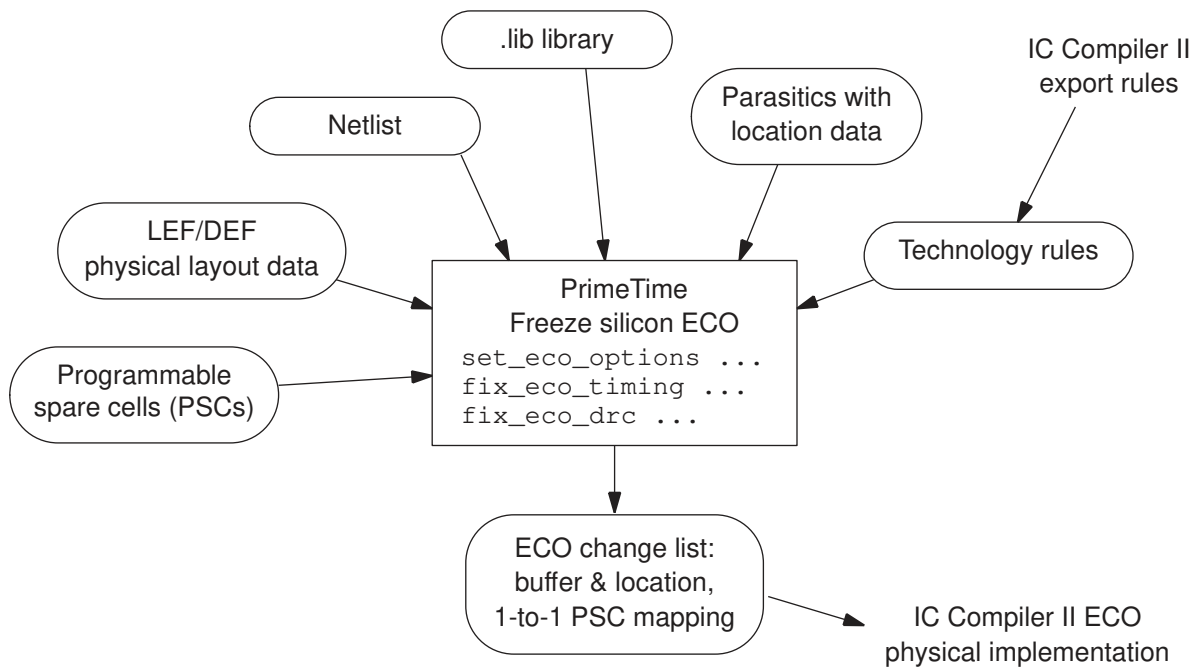 .lib library
IC Compiler II
export rules
Netlist
Parasitics with
location data
LEF/DEF
physical layout data
Technology rules
Programmable
spare cells (PSCs)
PrimeTime
Freeze silicon ECO
set_eco_options ...
fix_eco_timing ...
fix_eco_drc ...
ECO change list:
buffer & location,
1-to-1 PSC mapping
IC Compiler II ECO
physical implementation